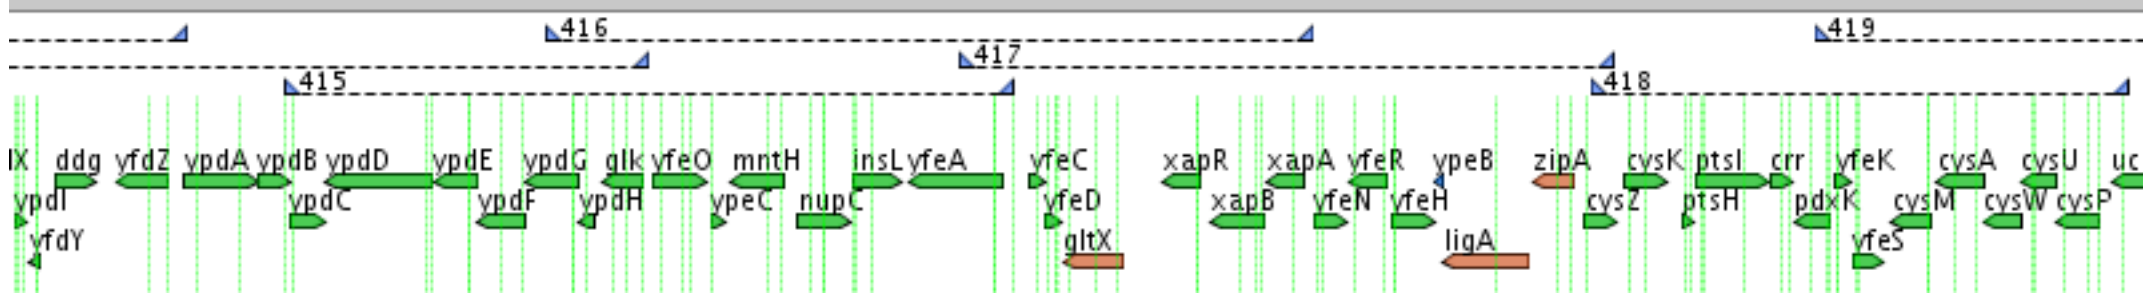 416 419
417
415 418
lX ddg yfdZ ypdA ypdB ypdD ypdE ypdG glk yfeO mntH insL yfeA yfeC xapR xapA yfeR ypeB zipA cysK ptsI crr yfeK cysA cysU uc
ypdI ypdC ypdF ypdH ypeC nupC yfeD xapB yfeN yfeH cysZ ptsH pdxK cysM cysW cysP
yfdY gltX ligA yfeS